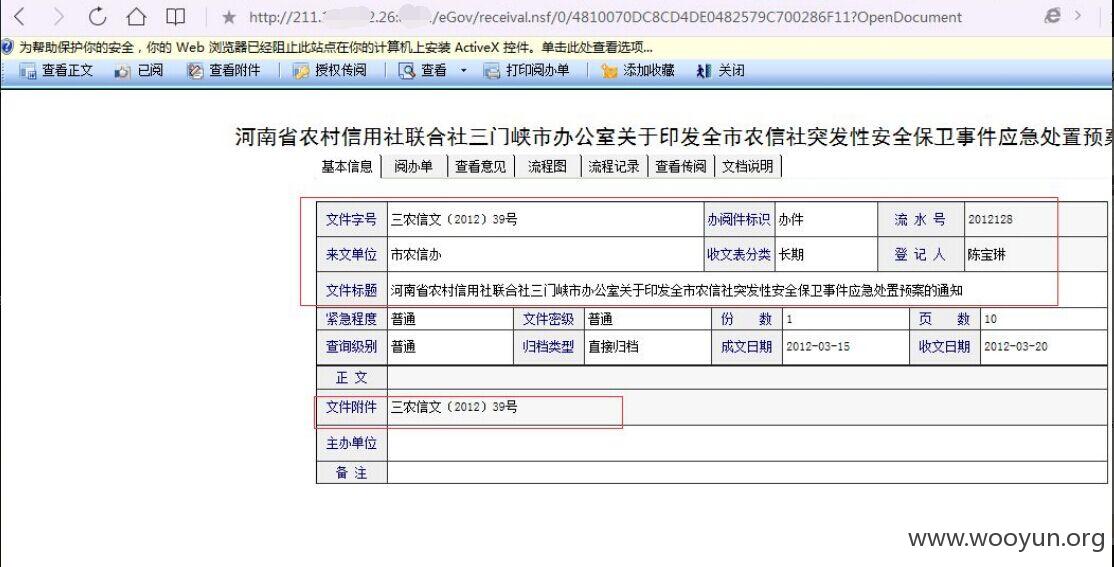 http://211. 2.26: /eGov/receival.nsf/0/4810070DC8CD4DE0482579C700286F11?OpenDocument
为帮助保护你的安全，你的 Web 浏览器已经阻止此站点在你的计算机上安装 ActiveX 控件。单击此处查看选项...
查看正文 已阅 查看附件 授权传阅 查看 打印阅办单 添加收藏 关闭
河南省农村信用社联合社三门峡市办公室关于印发全市农信社突发性安全保卫事件应急处置预案
基本信息 阅办单 查看意见 流程图 流程记录 查看传阅 文档说明
文件字号 三农信文（2012）39号 办阅件标识 办件 流 水 号 2012128
来文单位 市农信办 收文表分类 长期 登 记 人 陈宝琳
文件标题 河南省农村信用社联合社三门峡市办公室关于印发全市农信社突发性安全保卫事件应急处置预案的通知
紧急程度 普通 文件密级 普通 份 数 1 页 数 10
查询级别 普通 归档类型 直接归档 成文日期 2012-03-15 收文日期 2012-03-20
正 文
文件附件 三农信文（2012）39号
主办单位
备 注
www.wooyun.org